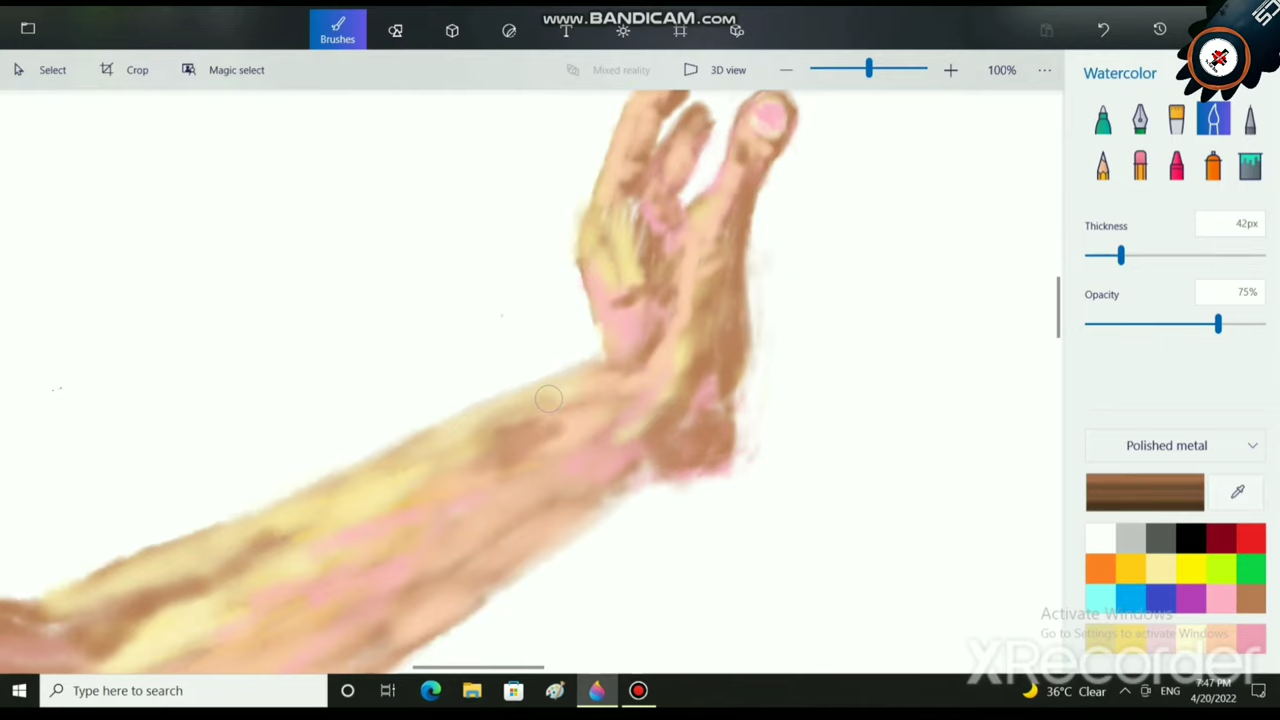 www.BANDICAM.com
Brushes
Select
Crop
Magic select
Mixed reality
3D view
100%
Watercolor
Thickness
42px
Opacity
75%
Polished metal
Activate Windows
Go to Settings to activate Windows.
XRecorder
Type here to search
36°C Clear
ENG
7:47 PM
4/20/2022